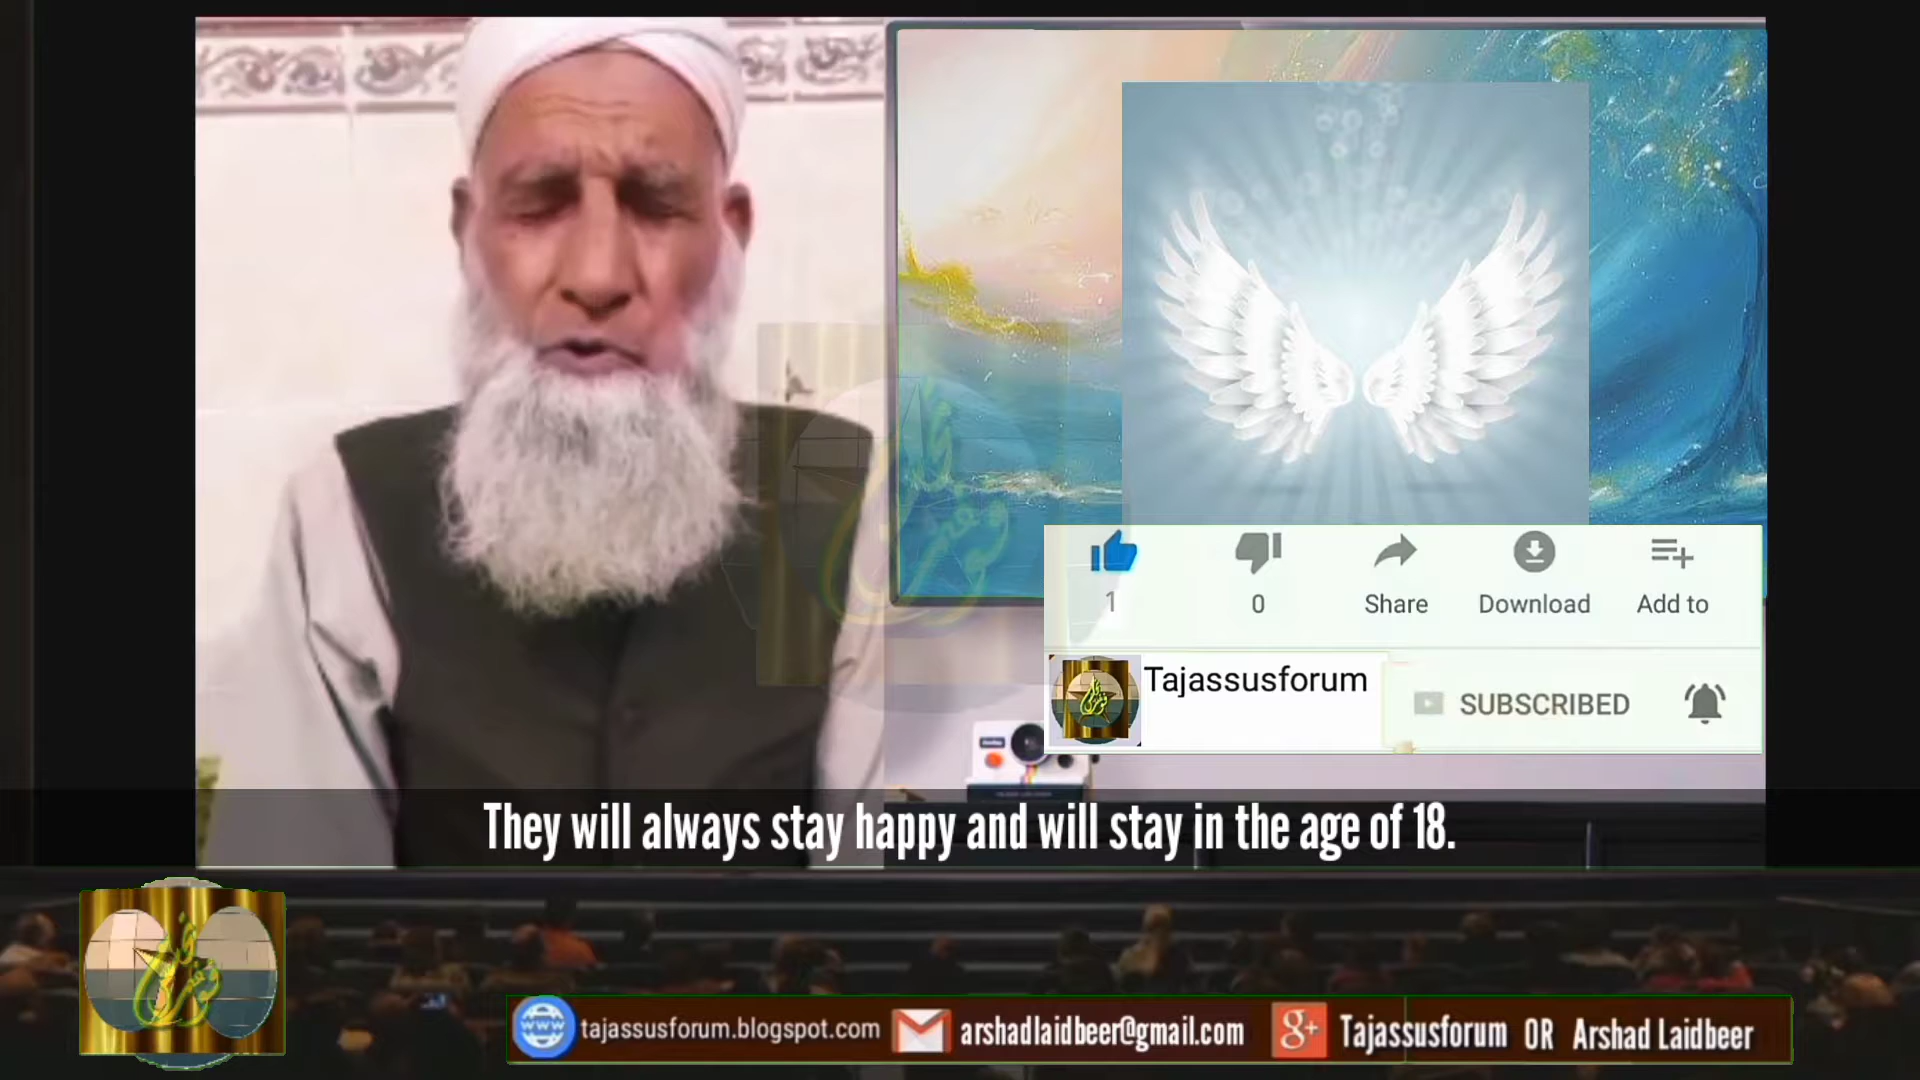 1
0
Share
Download
Add to
Tajassusforum
SUBSCRIBED
They will always stay happy and will stay in the age of 18.
www
tajassusforum.blogspot.com
arshadlaidbeer@gmail.com
g+
Tajassusforum OR Arshad Laidbeer